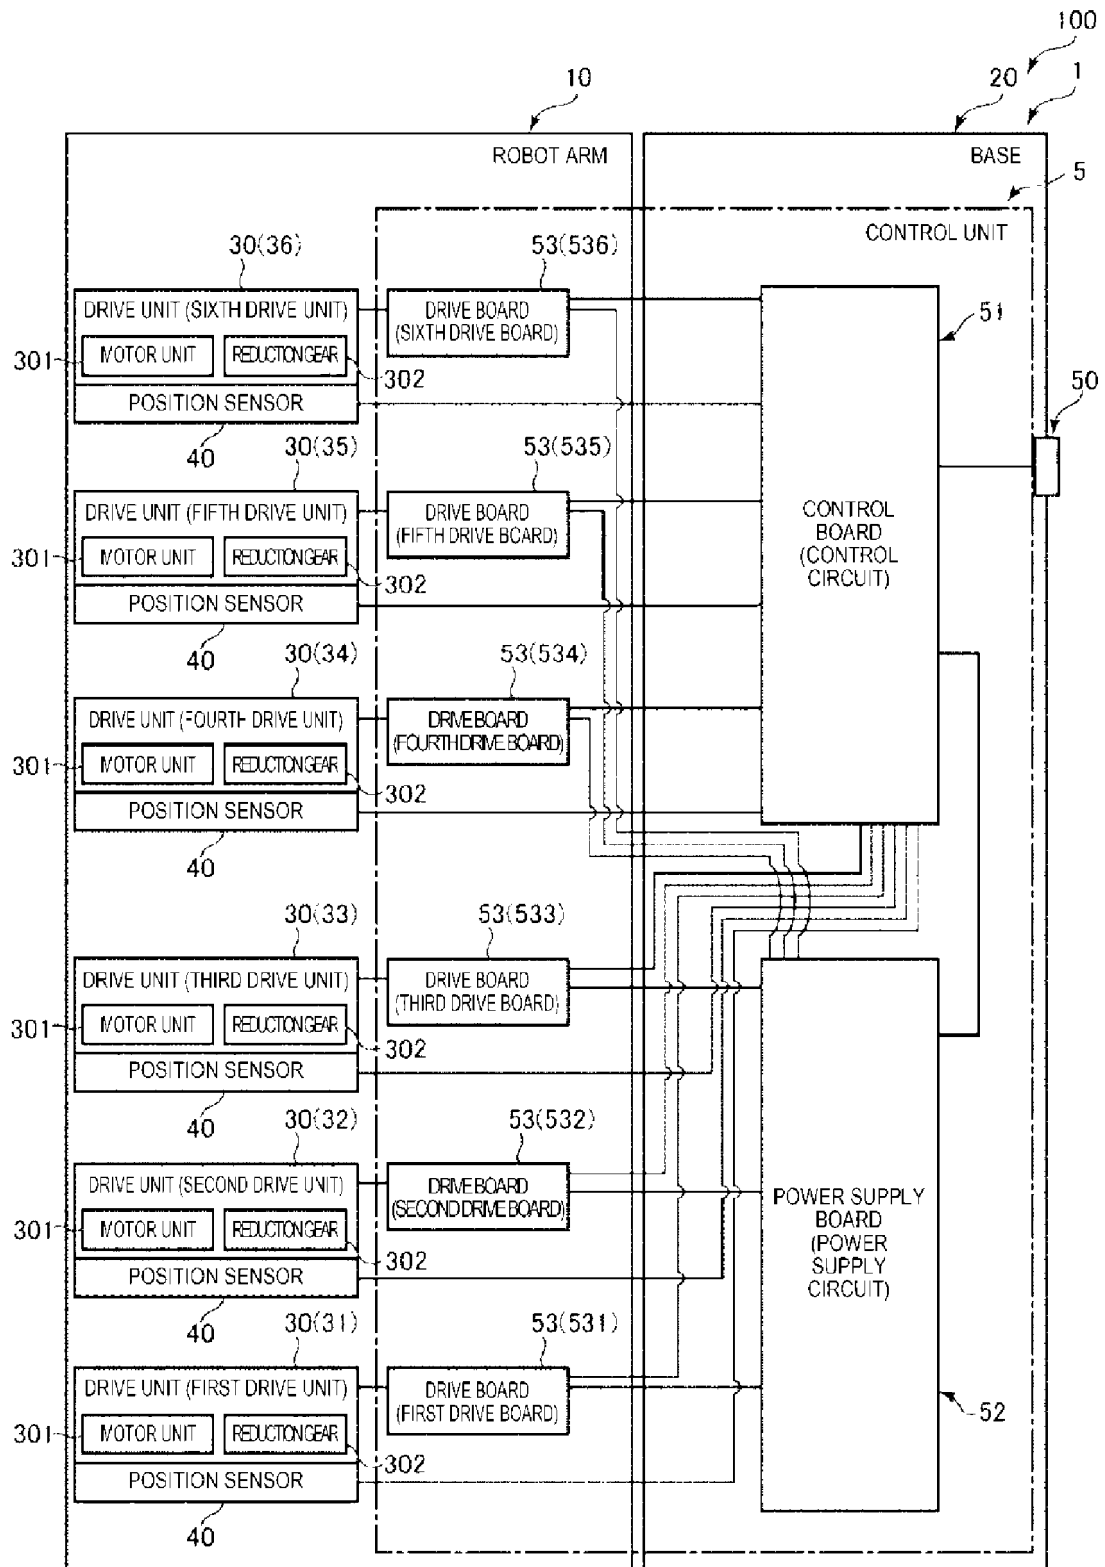 100
10
20
1
ROBOT ARM
BASE
5
CONTROL UNIT
30(36)
53(536)
DRIVE UNIT (SIXTH DRIVE UNIT)
DRIVE BOARD
(SIXTH DRIVE BOARD)
51
301
MOTOR UNIT
REDUCTION GEAR
302
50
POSITION SENSOR
40
30(35)
53(535)
DRIVE UNIT (FIFTH DRIVE UNIT)
DRIVE BOARD
(FIFTH DRIVE BOARD)
CONTROL
BOARD
(CONTROL
CIRCUIT)
301
MOTOR UNIT
REDUCTION GEAR
302
POSITION SENSOR
40
30(34)
53(534)
DRIVE UNIT (FOURTH DRIVE UNIT)
DRIVE BOARD
(FOURTH DRIVE BOARD)
301
MOTOR UNIT
REDUCTION GEAR
302
POSITION SENSOR
40
30(33)
53(533)
DRIVE UNIT (THIRD DRIVE UNIT)
DRIVE BOARD
(THIRD DRIVE BOARD)
301
MOTOR UNIT
REDUCTION GEAR
302
POSITION SENSOR
40
30(32)
53(532)
DRIVE UNIT (SECOND DRIVE UNIT)
DRIVE BOARD
(SECOND DRIVE BOARD)
POWER SUPPLY
BOARD
(POWER
SUPPLY
CIRCUIT)
301
MOTOR UNIT
REDUCTION GEAR
302
POSITION SENSOR
40
30(31)
53(531)
DRIVE UNIT (FIRST DRIVE UNIT)
DRIVE BOARD
(FIRST DRIVE BOARD)
52
301
MOTOR UNIT
REDUCTION GEAR
302
POSITION SENSOR
40